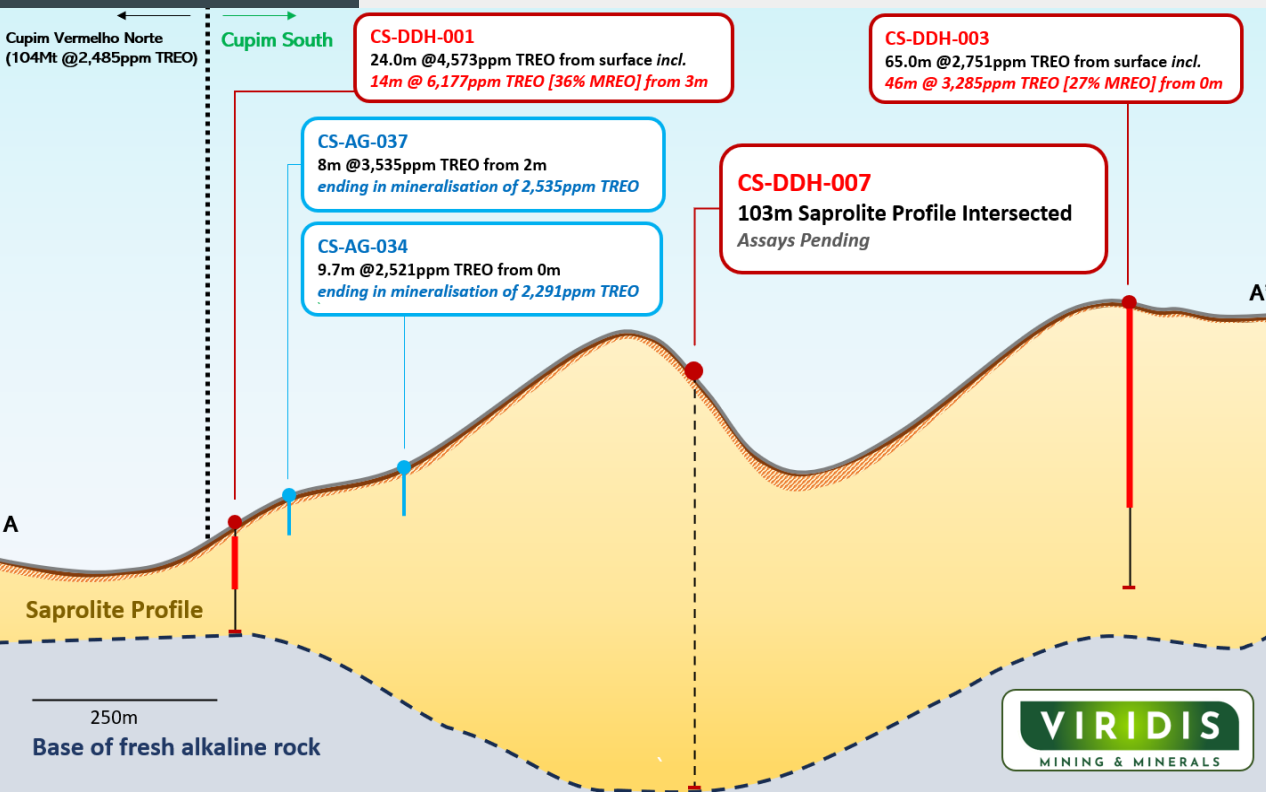 Cupim Vermelho Norte
(104Mt @2,485ppm TREO)
Cupim South
CS-DDH-001
24.0m @4,573ppm TREO from surface incl.
14m @ 6,177ppm TREO [36% MREO] from 3m
CS-DDH-003
65.0m @2,751ppm TREO from surface incl.
46m @ 3,285ppm TREO [27% MREO] from 0m
CS-AG-037
8m @3,535ppm TREO from 2m
ending in mineralisation of 2,535ppm TREO
CS-DDH-007
103m Saprolite Profile Intersected
Assays Pending
CS-AG-034
9.7m @2,521ppm TREO from 0m
ending in mineralisation of 2,291ppm TREO
A'
A
Saprolite Profile
250m
Base of fresh alkaline rock
VIRIDIS
MINING & MINERALS